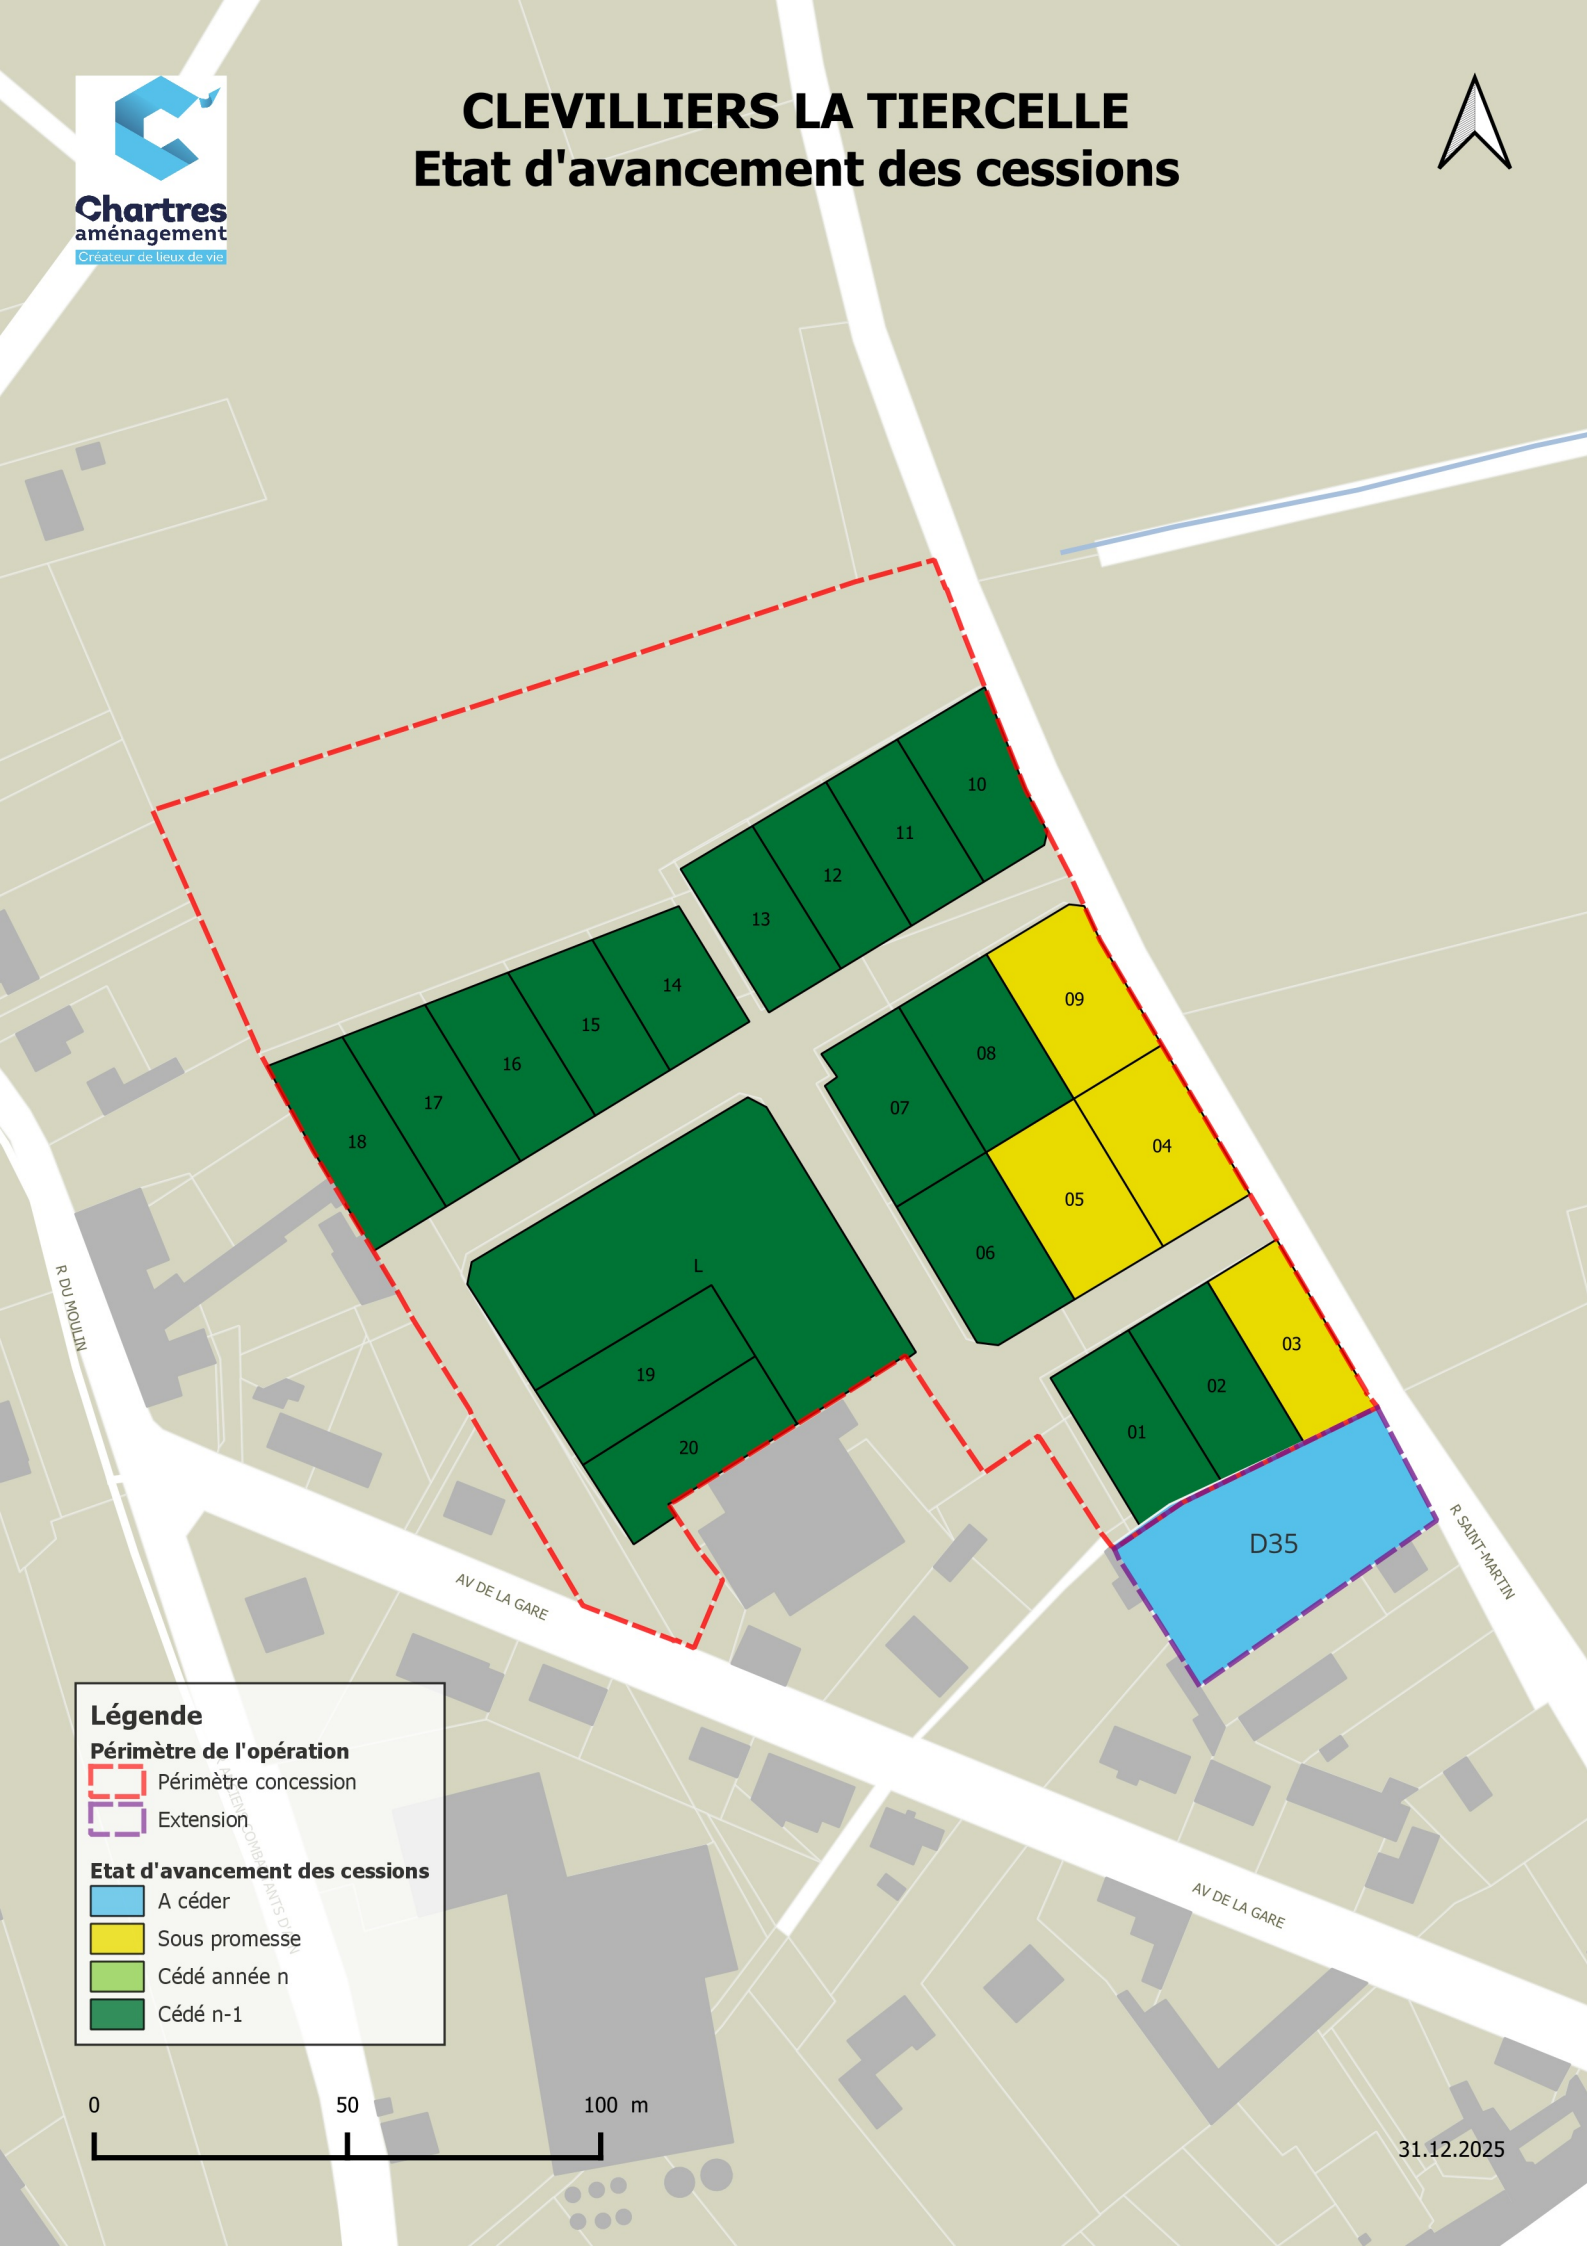 CLEVILLIERS LA TIERCELLE
Etat d'avancement des cessions
Chartres
aménagement
Créateur de lieux de vie
10
11
12
13
14
15
16
17
18
09
08
07
04
05
06
L
19
20
03
02
01
D35
R DU MOULIN
AV DE LA GARE
R SAINT-MARTIN
AV DE LA GARE
Légende
Périmètre de l'opération
Périmètre concession
Extension
Etat d'avancement des cessions
A céder
Sous promesse
Cédé année n
Cédé n-1
0 50 100 m
31.12.2025